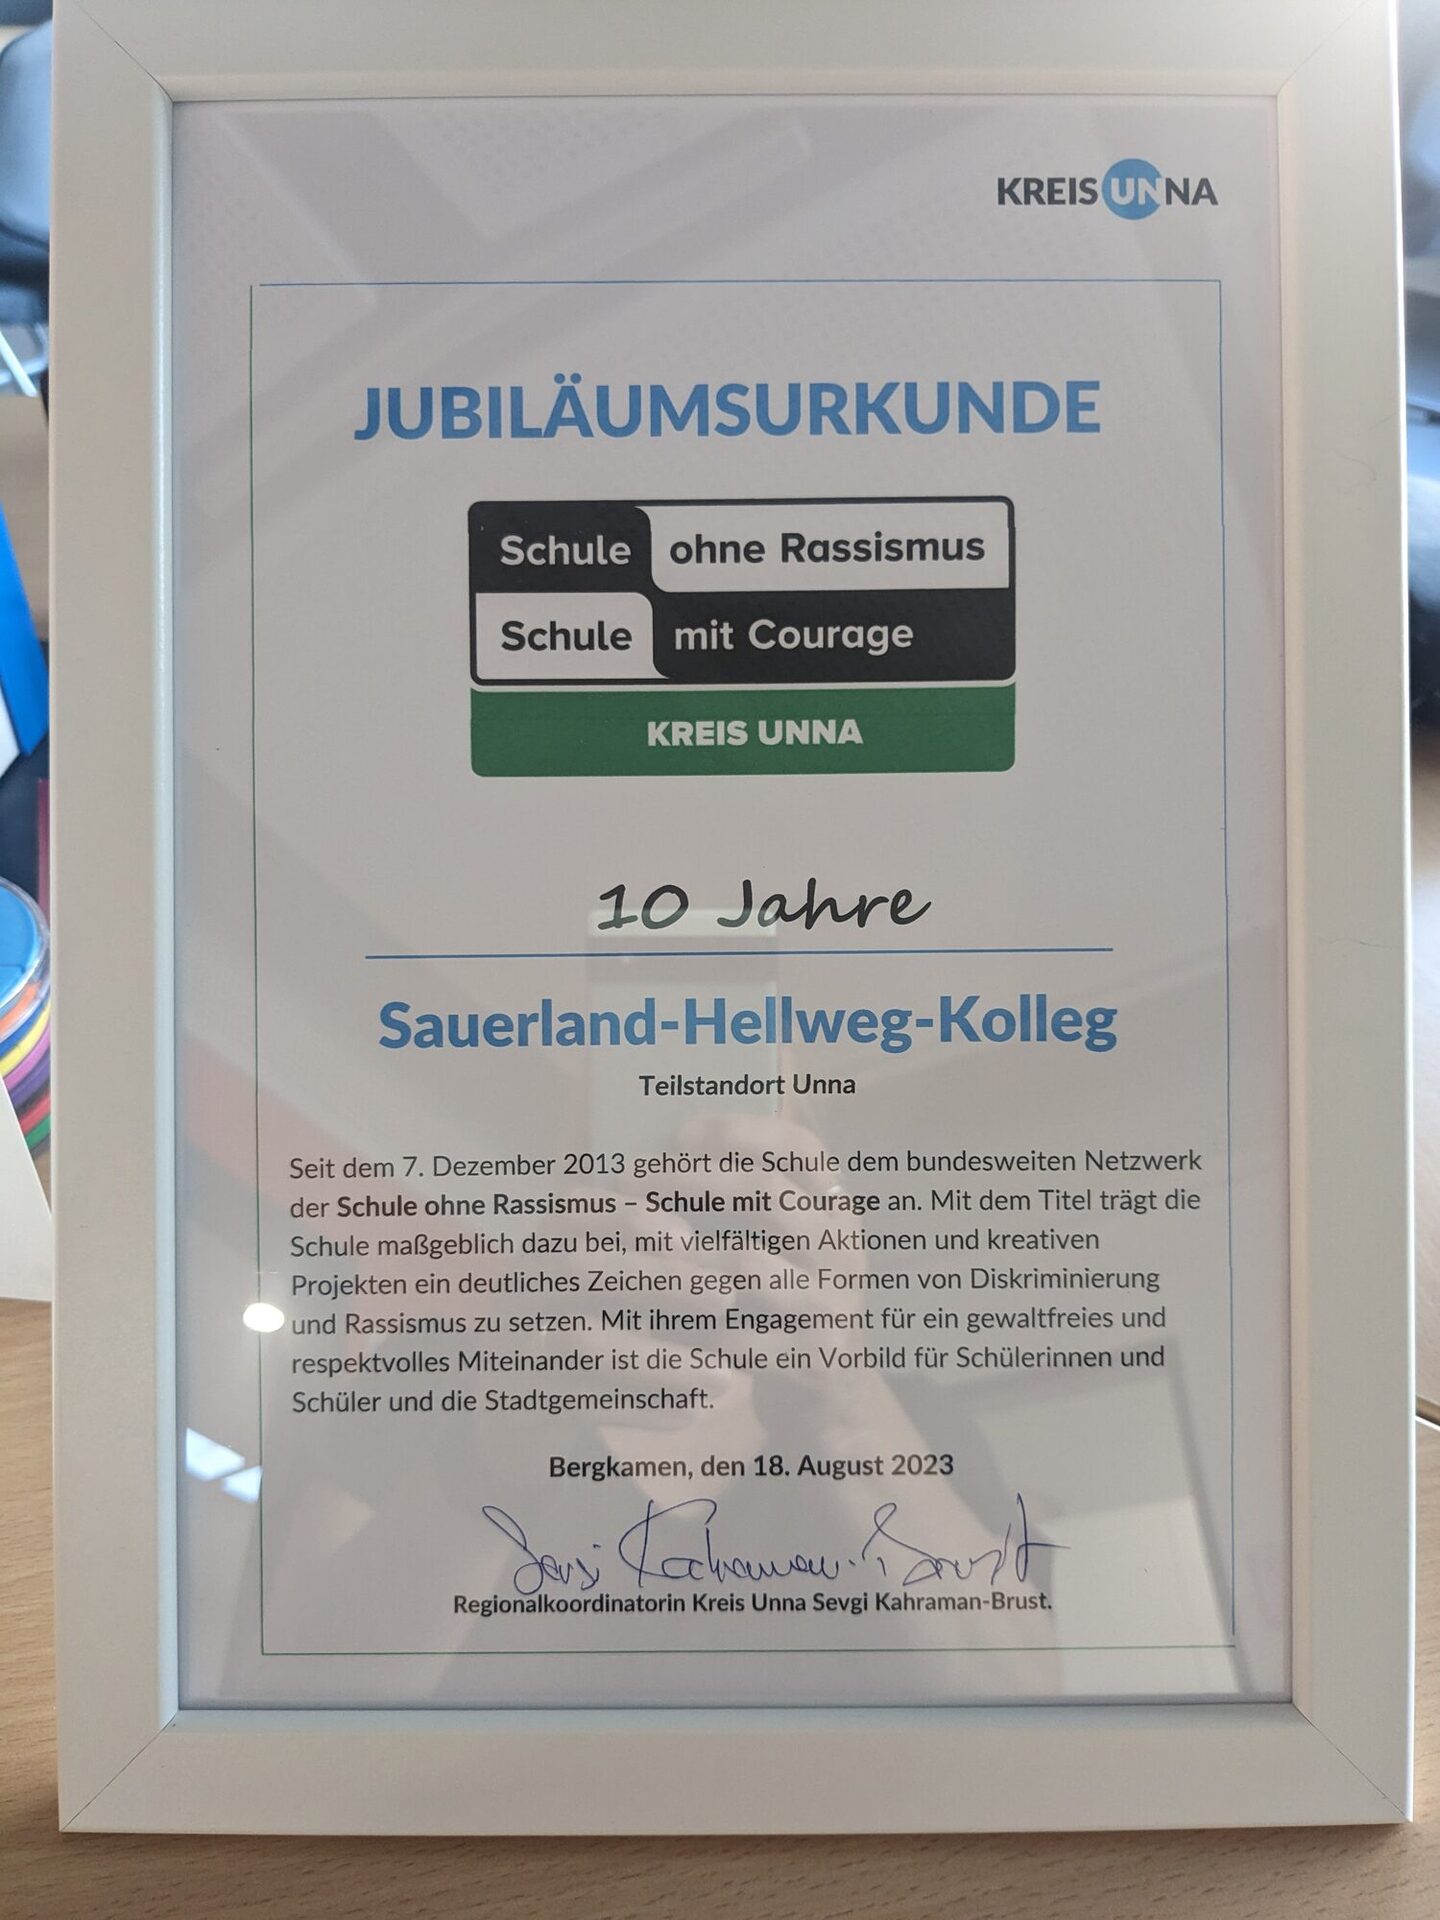 KREIS UNNA
JUBILÄUMSURKUNDE
Schule ohne Rassismus
Schule mit Courage
KREIS UNNA
10 Jahre
Sauerland-Hellweg-Kolleg
Teilstandort Unna
Seit dem 7. Dezember 2013 gehört die Schule dem bundesweiten Netzwerk
der Schule ohne Rassismus – Schule mit Courage an. Mit dem Titel trägt die
Schule maßgeblich dazu bei, mit vielfältigen Aktionen und kreativen
Projekten ein deutliches Zeichen gegen alle Formen von Diskriminierung
und Rassismus zu setzen. Mit ihrem Engagement für ein gewaltfreies und
respektvolles Miteinander ist die Schule ein Vorbild für Schülerinnen und
Schüler und die Stadtgemeinschaft.
Bergkamen, den 18. August 2023
Sevgi Kahraman-Brust
Regionalkoordinatorin Kreis Unna Sevgi Kahraman-Brust.